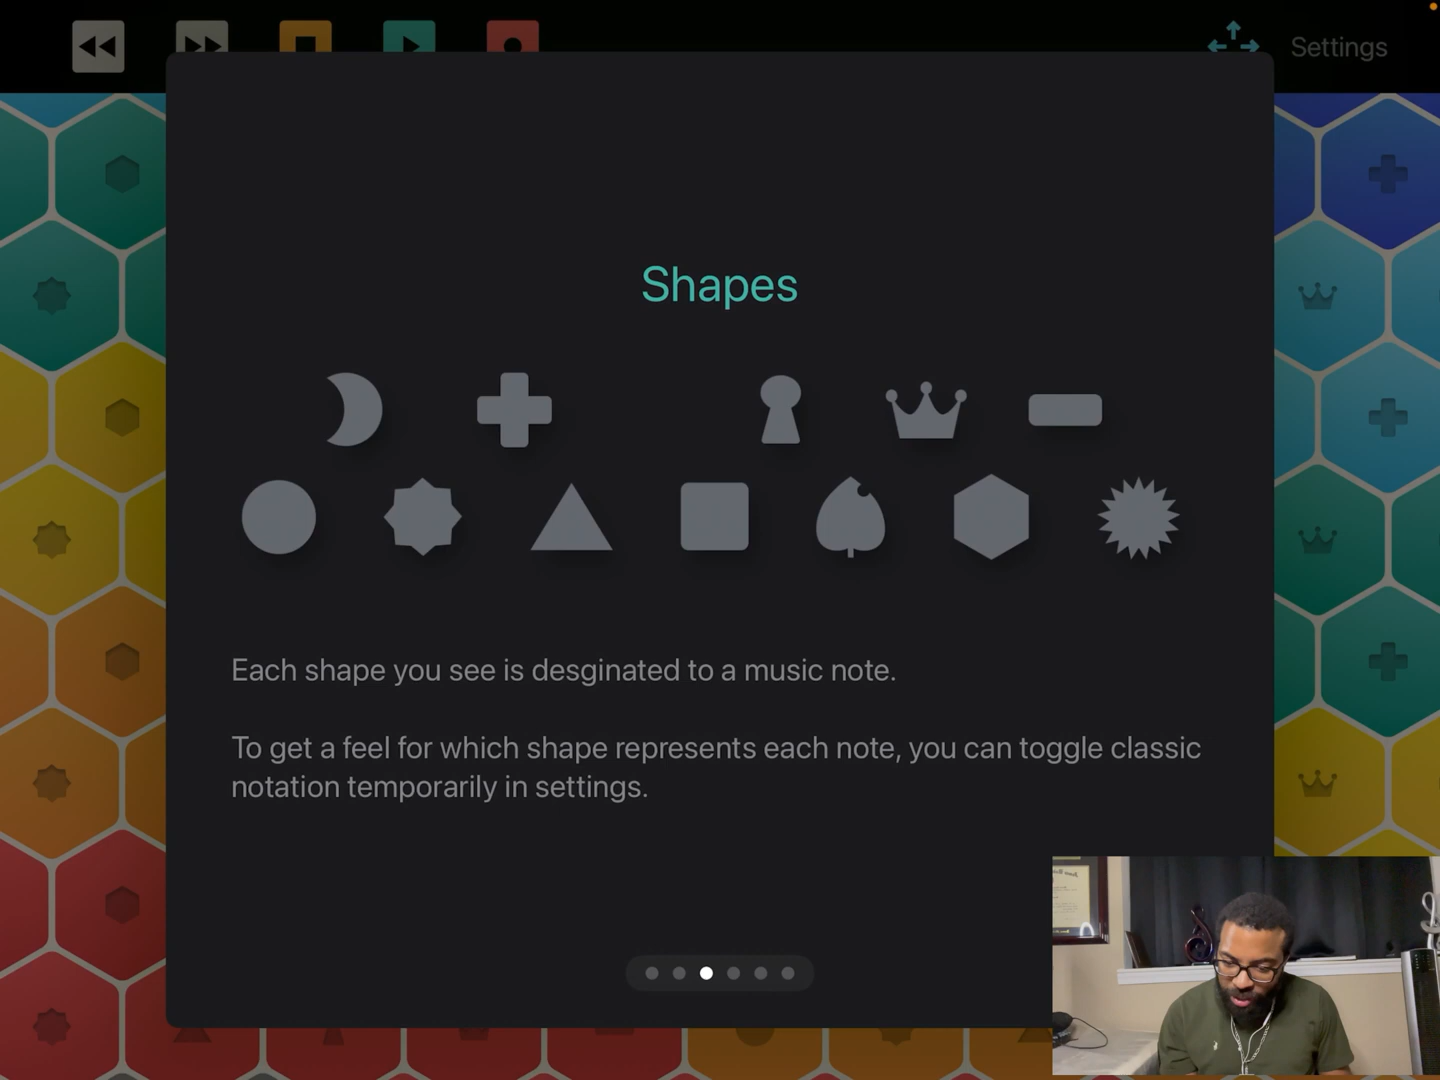 Settings
Shapes
Each shape you see is desginated to a music note.
To get a feel for which shape represents each note, you can toggle classic
notation temporarily in settings.